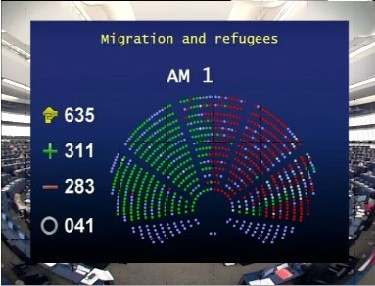 Migration and refugees
AM 1
635
+ 311
- 283
041